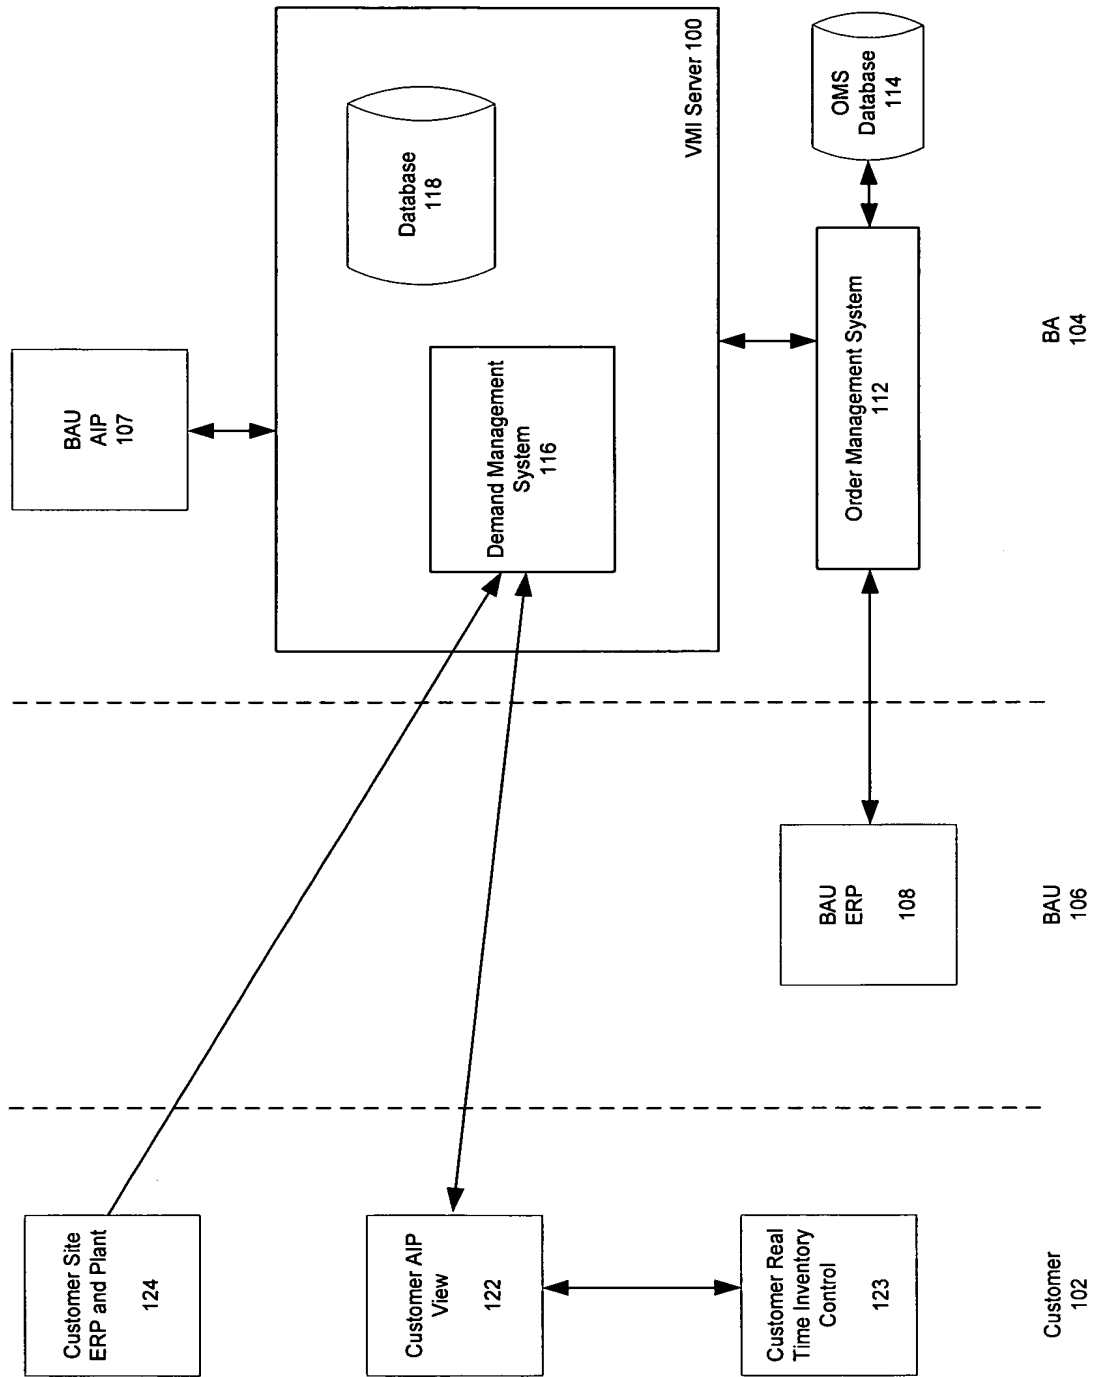 Customer Site
ERP and Plant
124
Customer AIP
View
122
Customer Real
Time Inventory
Control
123
Customer
102
BAU
ERP
108
BAU
106
BAU
AIP
107
Database
118
Demand Management
System
116
VMI Server 100
Order Management System
112
OMS
Database
114
BA
104